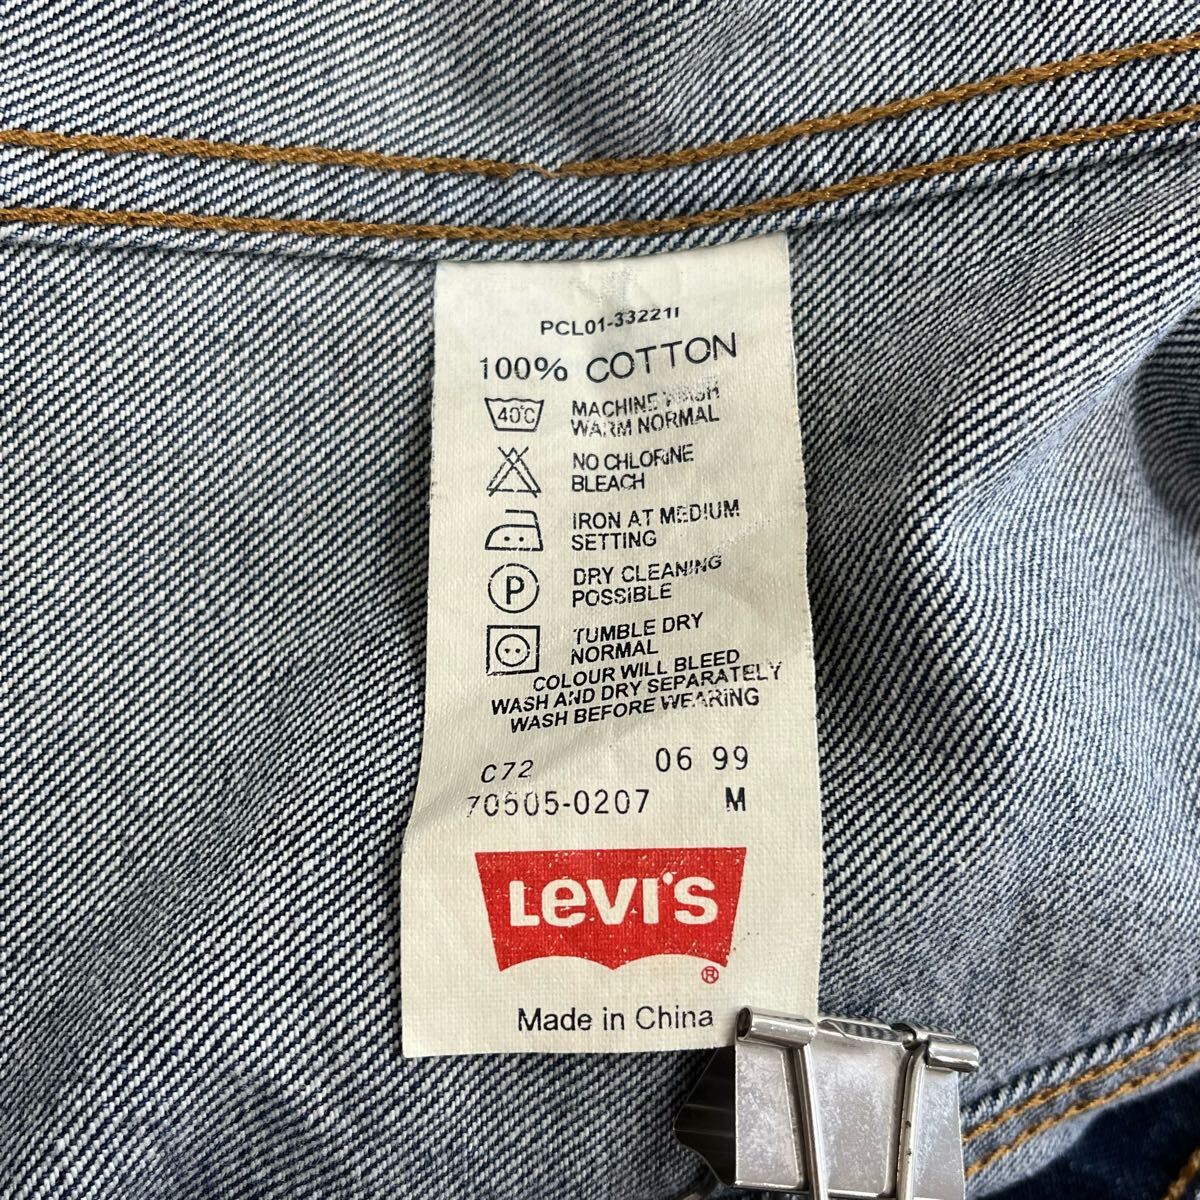 PCL01-33221I
100% COTTON
40°C MACHINE WASH
WARM NORMAL
NO CHLORINE
BLEACH
IRON AT MEDIUM
SETTING
P DRY CLEANING
POSSIBLE
TUMBLE DRY
NORMAL
COLOUR WILL BLEED
WASH AND DRY SEPARATELY
WASH BEFORE WEARING
C72 06 99
70505-0207 M
Levi's
®
Made in China